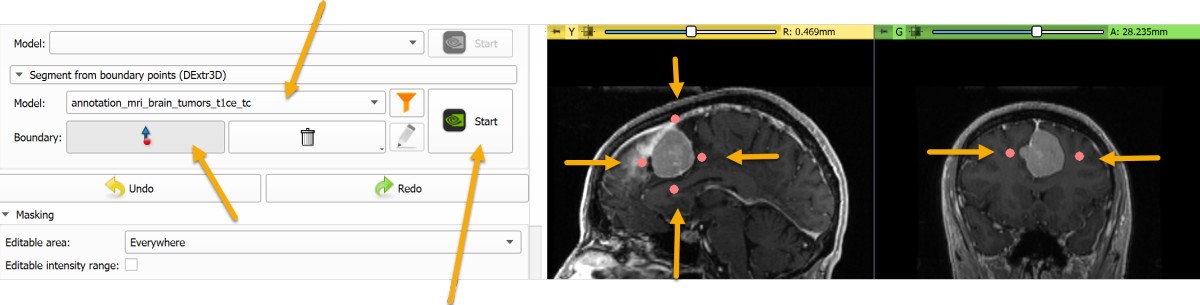 Model:
Start
Segment from boundary points (DExtr3D)
Model:
annotation_mri_brain_tumors_t1ce_tc
Start
Boundary:
Undo
Redo
Masking
Editable area:
Everywhere
Editable intensity range:
Y
R: 0.469mm
G
A: 28.235mm